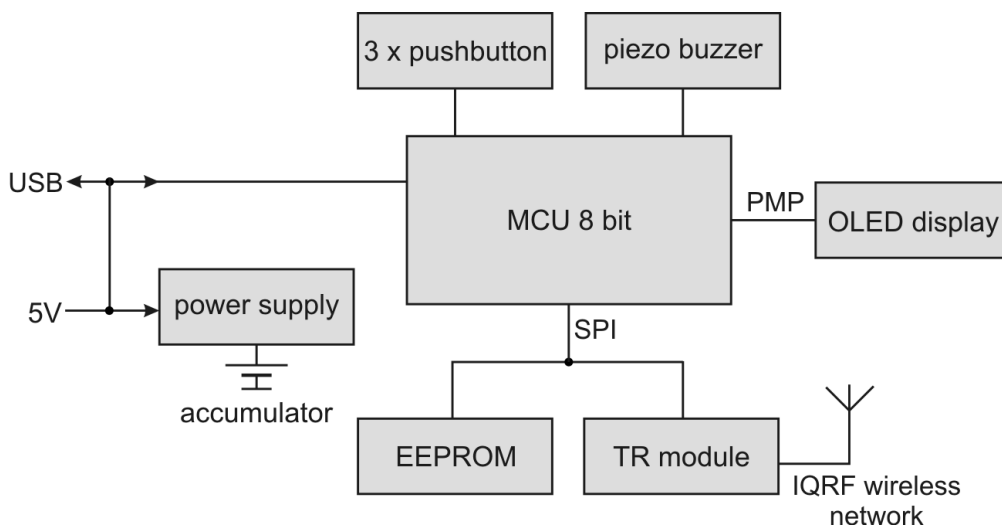 3 x pushbutton
piezo buzzer
USB
MCU 8 bit
PMP
OLED display
5V
power supply
SPI
accumulator
EEPROM
TR module
IQRF wireless
network